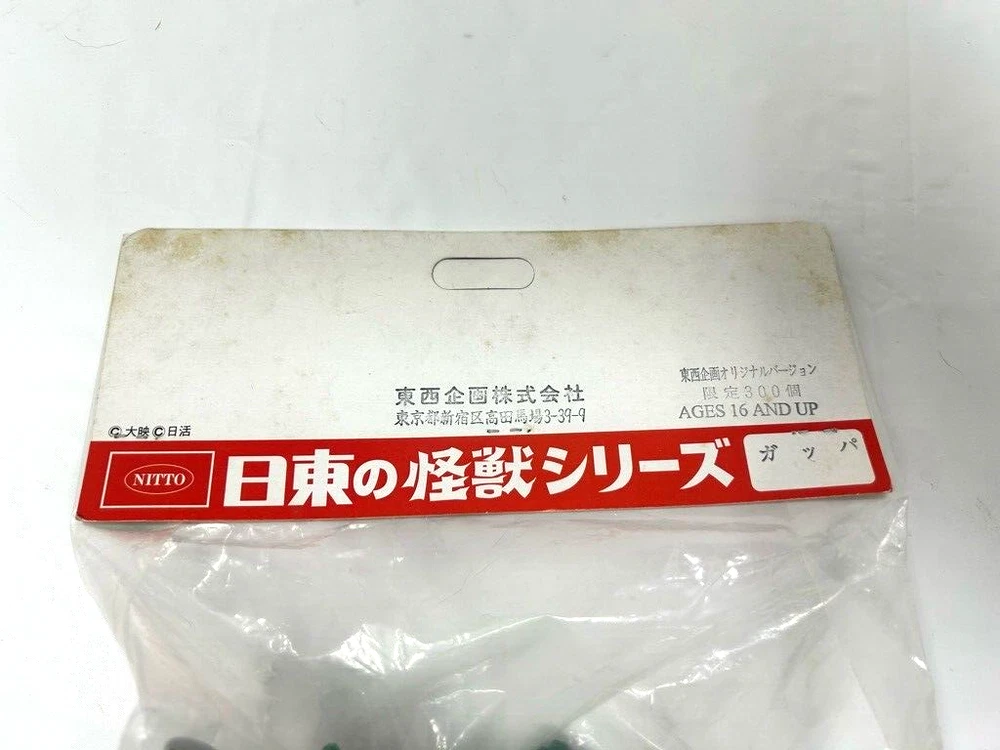 東西企画オリジナルバージョン
限定300個
AGES 16 AND UP
東西企画株式会社
東京都新宿区高田馬場3-39-9
©大映©日活
NITTO
日東の怪獣シリーズ
ガッパ